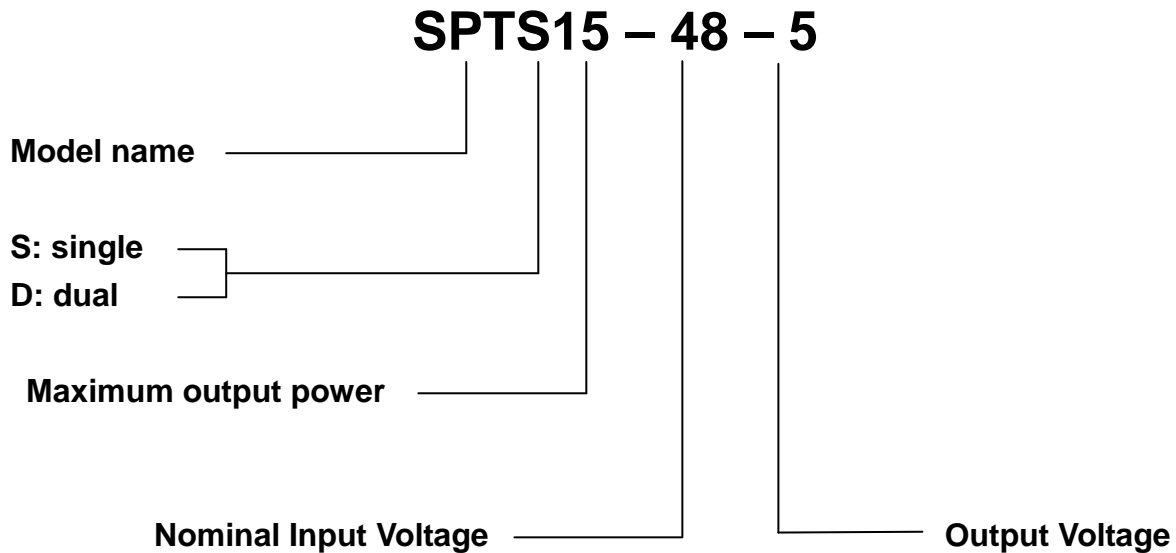 SPTS15 – 48 – 5
Model name
S: single
D: dual
Maximum output power
Nominal Input Voltage
Output Voltage